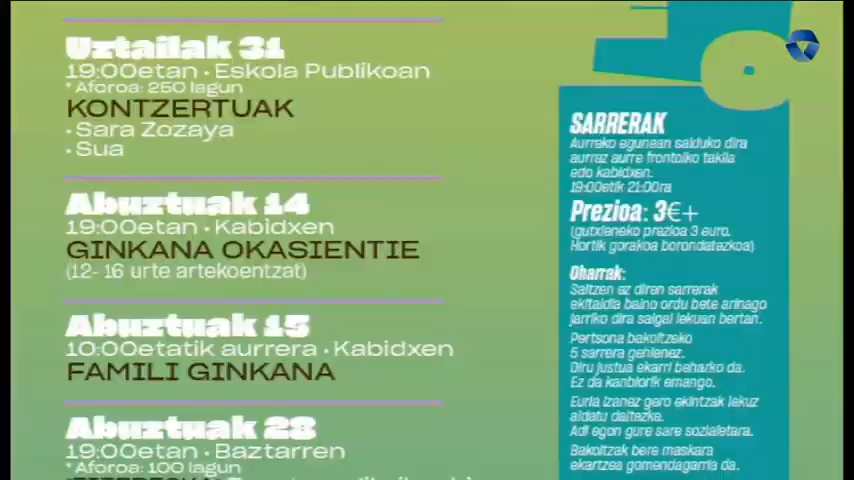 Uztailak 31
19:00etan · Eskola Publikoan
* Aforoa: 250 lagun
KONTZERTUAK
· Sara Zozaya
· Sua
Abuztuak 14
19:00etan · Kabidxen
GINKANA OKASIENTIE
(12- 16 urte artekoentzat)
Abuztuak 15
10:00etatik aurrera · Kabidxen
FAMILI GINKANA
Abuztuak 28
19:00etan · Baztarren
* Aforoa: 100 lagun
SARRERAK
Aurreko egunean salduko dira
aurrez aurre frontoiko takila
edo kabidxen.
19:00etik 21:00ra
Prezioa: 3€+
(gutxieneko prezioa 3 euro.
Hortik gorakoa borondatezkoa)
Oharrak:
Saltzen ez diren sarrerak
ekitaldia baino ordu bete arinago
jarriko dira salgai lekuan bertan.
Pertsona bakoitzeko
5 sarrera gehienez.
Diru justua ekarri beharko da.
Ez da kanbiorik emango.
Euria izanez gero ekintzak lekuz
aldatu daitezke.
Adi egon gure sare sozialetara.
Bakoitzak bere maskara
ekartzea gomendagarria da.